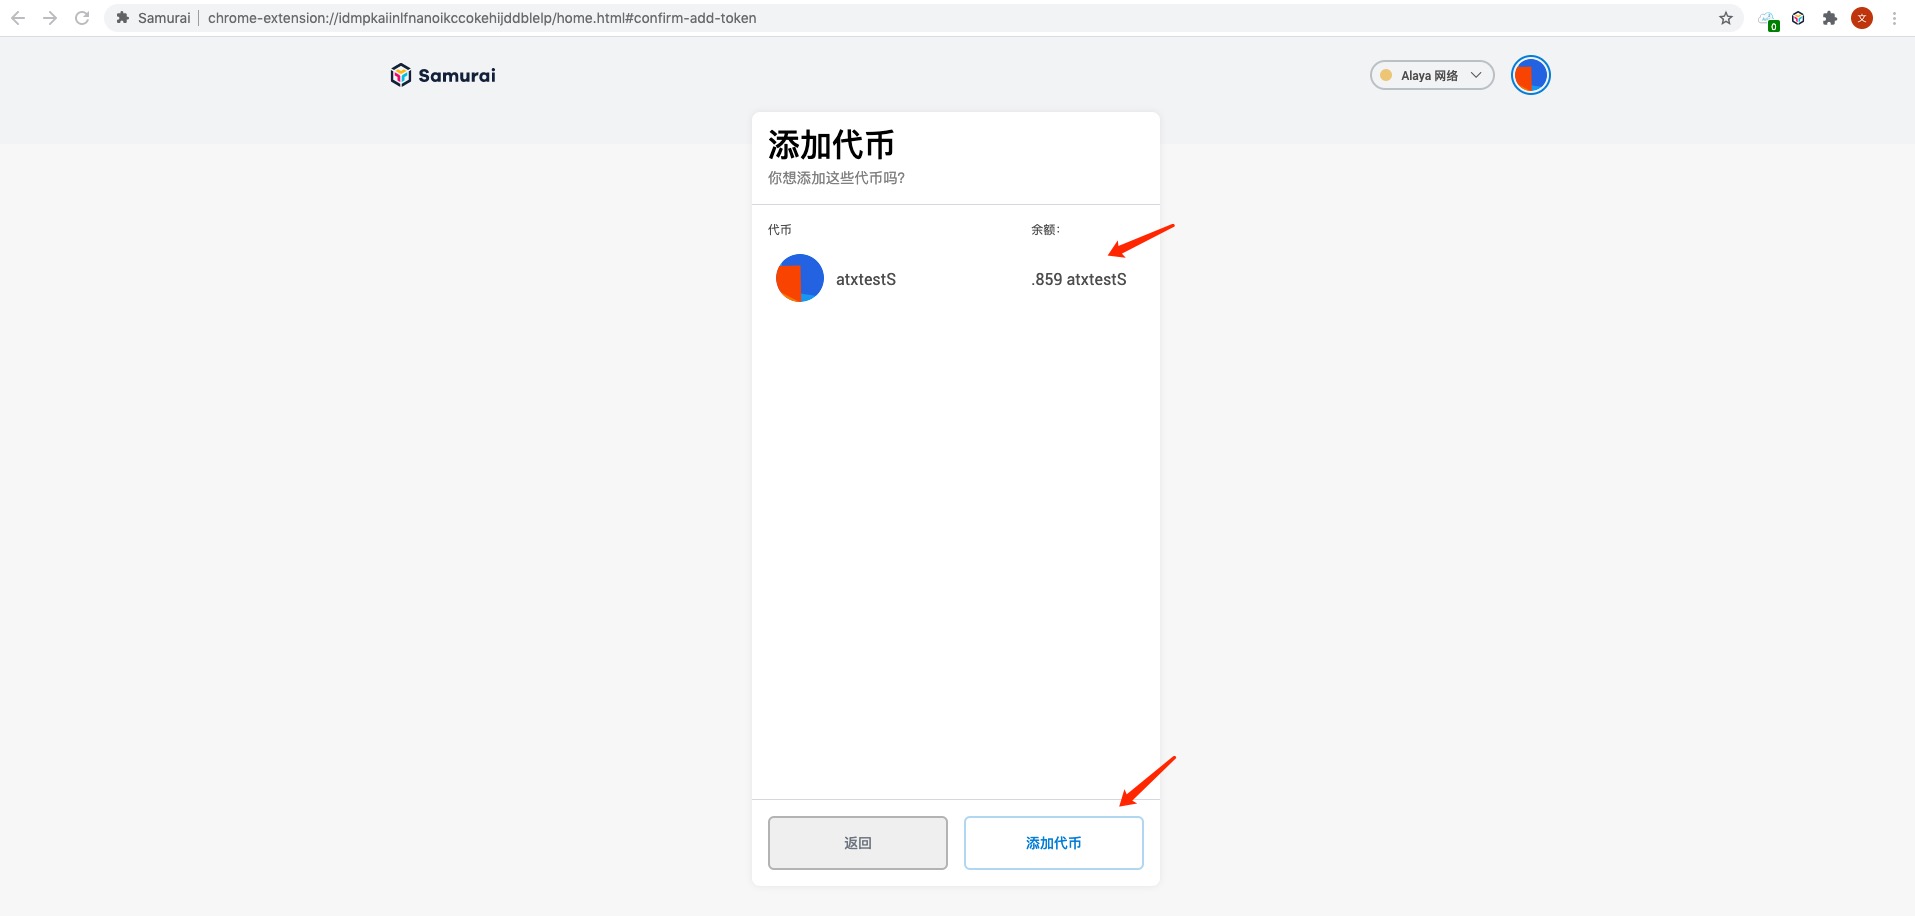 Samurai
chrome-extension://idmpkaiinlfnanoikccokehijddblelp/home.html#confirm-add-token
0
文
Samurai
Alaya 网络
添加代币
你想添加这些代币吗?
代币
余额:
atxtestS
.859 atxtestS
返回
添加代币